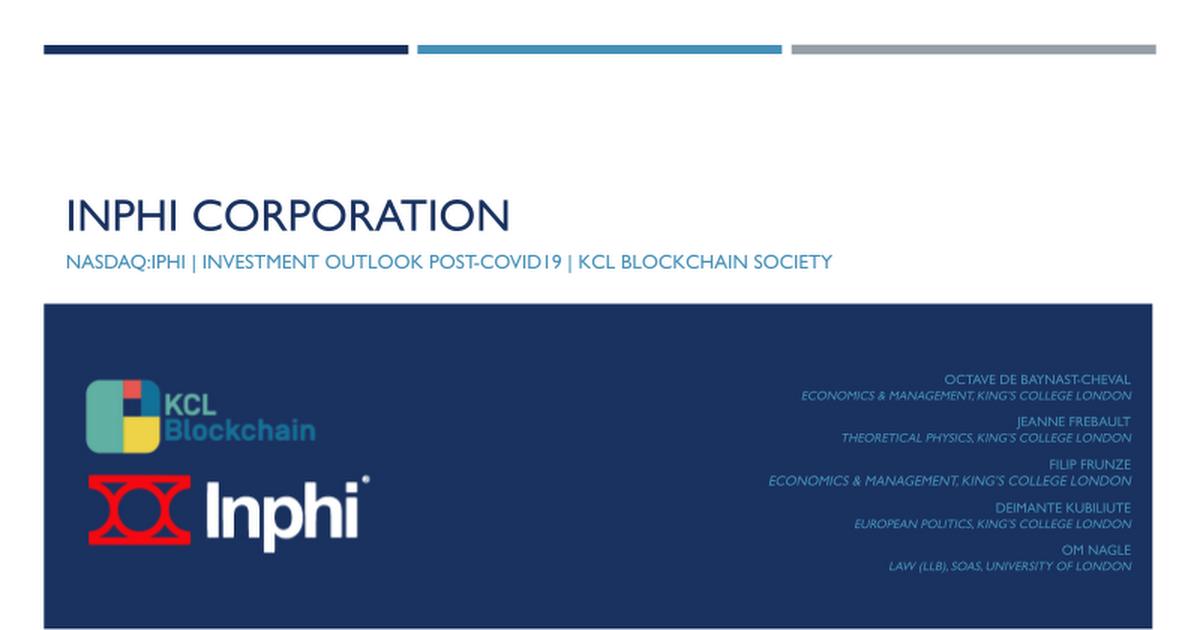 INPHI CORPORATION
NASDAQ:IPHI | INVESTMENT OUTLOOK POST-COVID19 | KCL BLOCKCHAIN SOCIETY
KCL
Blockchain
Inphi
OCTAVE DE BAYNAST-CHEVAL
ECONOMICS & MANAGEMENT, KING'S COLLEGE LONDON
JEANNE FREBAULT
THEORETICAL PHYSICS, KING'S COLLEGE LONDON
FILIP FRUNZE
ECONOMICS & MANAGEMENT, KING'S COLLEGE LONDON
DEIMANTE KUBILIUTE
EUROPEAN POLITICS, KING'S COLLEGE LONDON
OM NAGLE
LAW (LLB), SOAS, UNIVERSITY OF LONDON